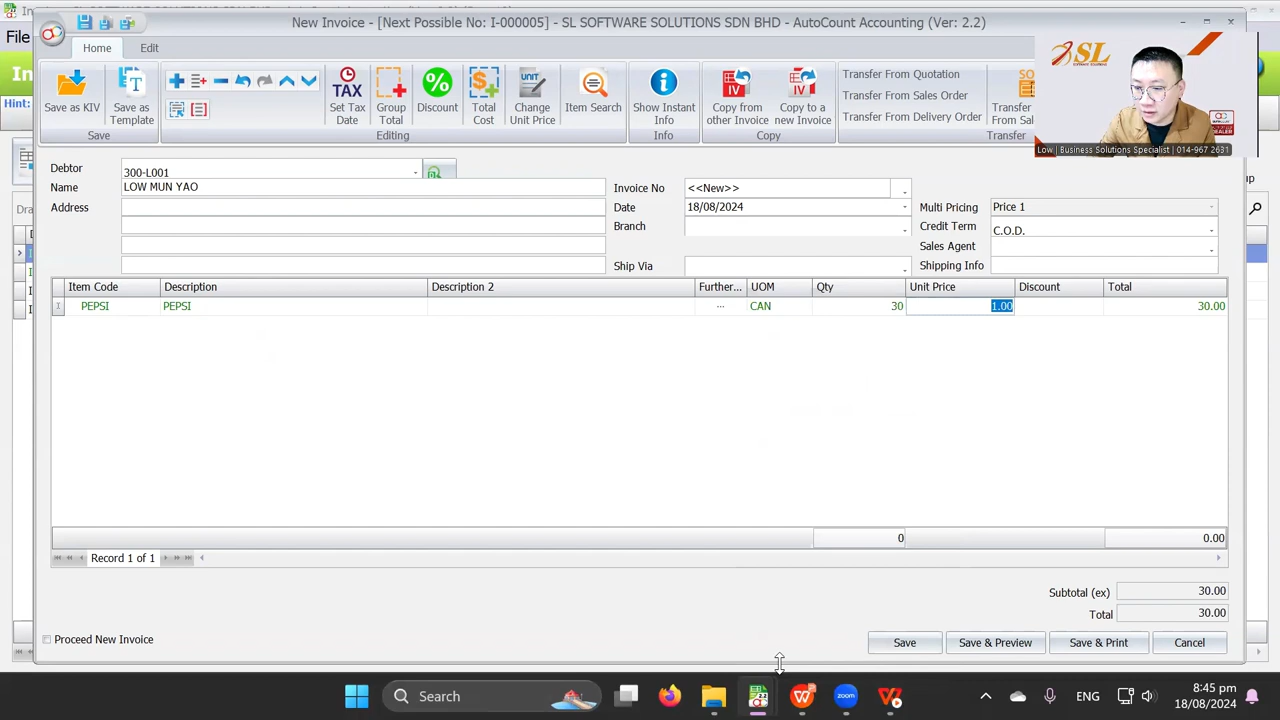 New Invoice - [Next Possible No: I-000005] - SL SOFTWARE SOLUTIONS SDN BHD - AutoCount Accounting (Ver: 2.2)
File
Home Edit
Save as KIV
Save as Template
Set Tax Date
Group Total
Discount
Total Cost
Change Unit Price
Item Search
Show Instant Info
Copy from other Invoice
Copy to a new Invoice
Transfer From Quotation
Transfer From Sales Order
Transfer From Delivery Order
Transfer From Sal
Save Editing Info Copy Transfer
SL
Low | Business Solutions Specialist | 014-967 2631
Hint:
Debtor 300-L001
Name LOW MUN YAO
Address
Invoice No <<New>>
Date 18/08/2024
Branch
Ship Via
Multi Pricing Price 1
Credit Term C.O.D.
Sales Agent
Shipping Info
Item Code Description Description 2 Further... UOM Qty Unit Price Discount Total
PEPSI PEPSI ... CAN 30 1.00 30.00
0 0.00
Record 1 of 1
Subtotal (ex) 30.00
Total 30.00
Proceed New Invoice
Save Save & Preview Save & Print Cancel
Search
ENG
8:45 pm
18/08/2024